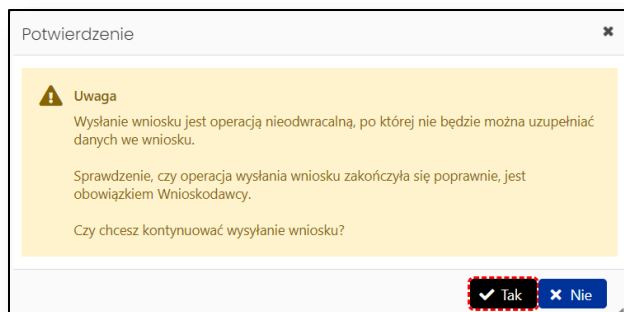 Potwierdzenie
Uwaga
Wysłanie wniosku jest operacją nieodwracalną, po której nie będzie można uzupełniać
danych we wniosku.
Sprawdzenie, czy operacja wysłania wniosku zakończyła się poprawnie, jest
obowiązkiem Wnioskodawcy.
Czy chcesz kontynuować wysyłanie wniosku?
Tak Nie